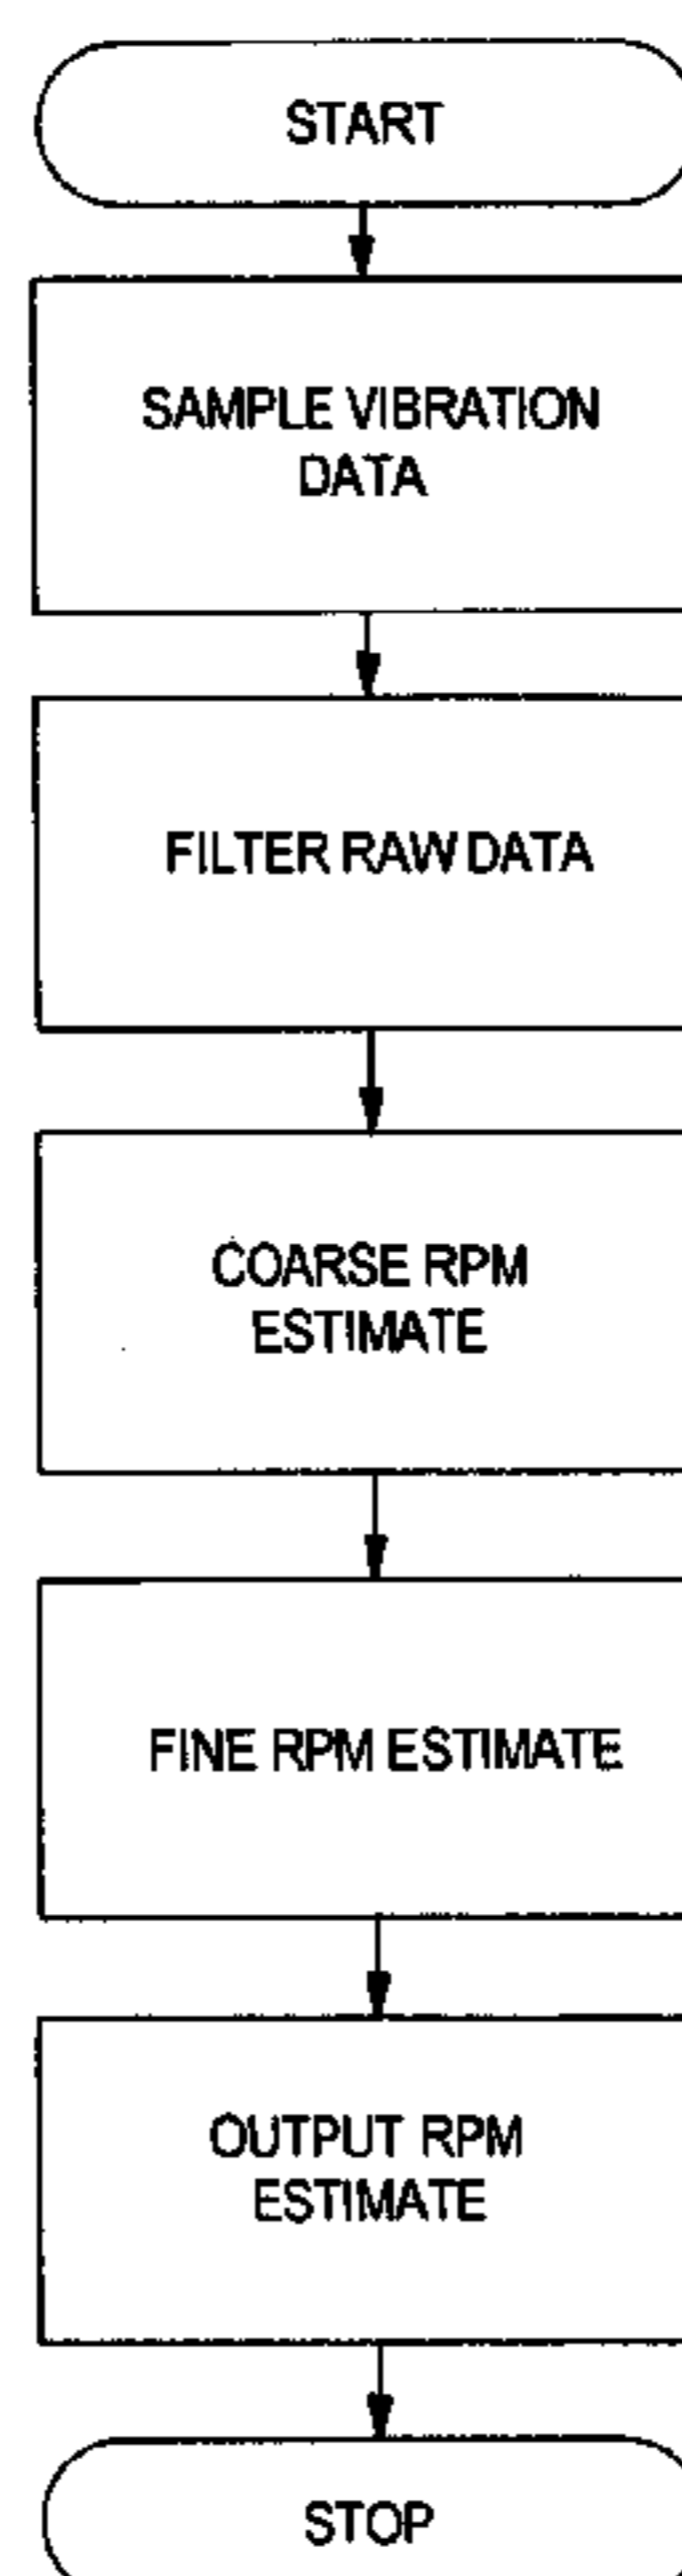 START
SAMPLE VIBRATION
DATA
FILTER RAW DATA
COARSE RPM
ESTIMATE
FINE RPM ESTIMATE
OUTPUT RPM
ESTIMATE
STOP